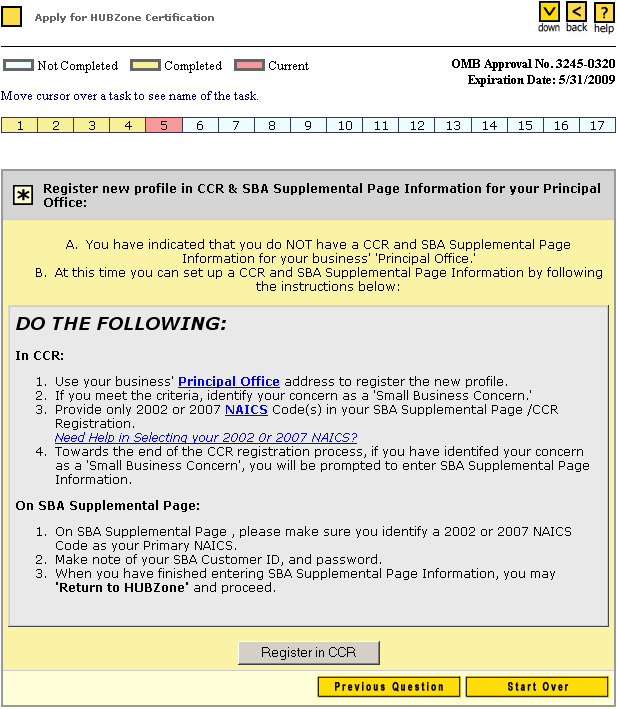 Apply for HUBZone Certification
down back help
Not Completed Completed Current
OMB Approval No. 3245-0320
Expiration Date: 5/31/2009
Move cursor over a task to see name of the task.
1 2 3 4 5 6 7 8 9 10 11 12 13 14 15 16 17
Register new profile in CCR & SBA Supplemental Page Information for your Principal
Office:
A. You have indicated that you do NOT have a CCR and SBA Supplemental Page
Information for your business' 'Principal Office.'
B. At this time you can set up a CCR and SBA Supplemental Page Information by following
the instructions below:
DO THE FOLLOWING:
In CCR:
1. Use your business' Principal Office address to register the new profile.
2. If you meet the criteria, identify your concern as a 'Small Business Concern.'
3. Provide only 2002 or 2007 NAICS Code(s) in your SBA Supplemental Page /CCR
Registration.
Need Help in Selecting your 2002 0r 2007 NAICS?
4. Towards the end of the CCR registration process, if you have identifed your concern
as a 'Small Business Concern', you will be prompted to enter SBA Supplemental Page
Information.
On SBA Supplemental Page:
1. On SBA Supplemental Page , please make sure you identify a 2002 or 2007 NAICS
Code as your Primary NAICS.
2. Make note of your SBA Customer ID, and password.
3. When you have finished entering SBA Supplemental Page Information, you may
'Return to HUBZone' and proceed.
Register in CCR
Previous Question Start Over